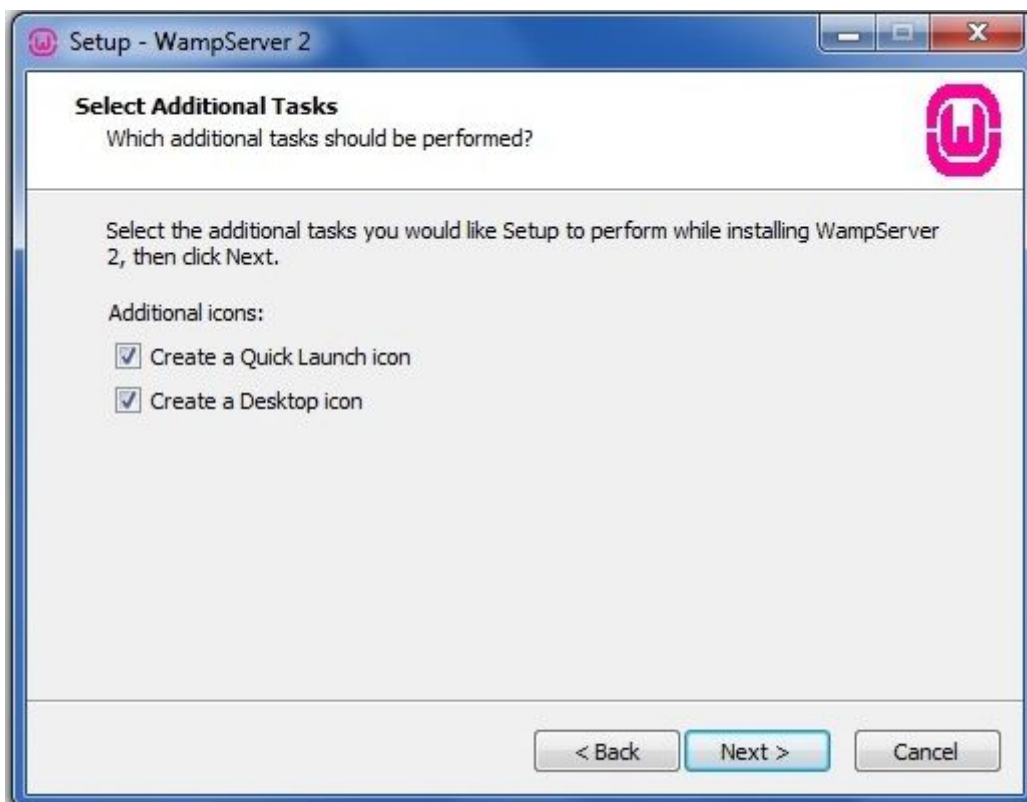 Setup - WampServer 2
Select Additional Tasks
Which additional tasks should be performed?
Select the additional tasks you would like Setup to perform while installing WampServer
2, then click Next.
Additional icons:
Create a Quick Launch icon
Create a Desktop icon
< Back
Next >
Cancel